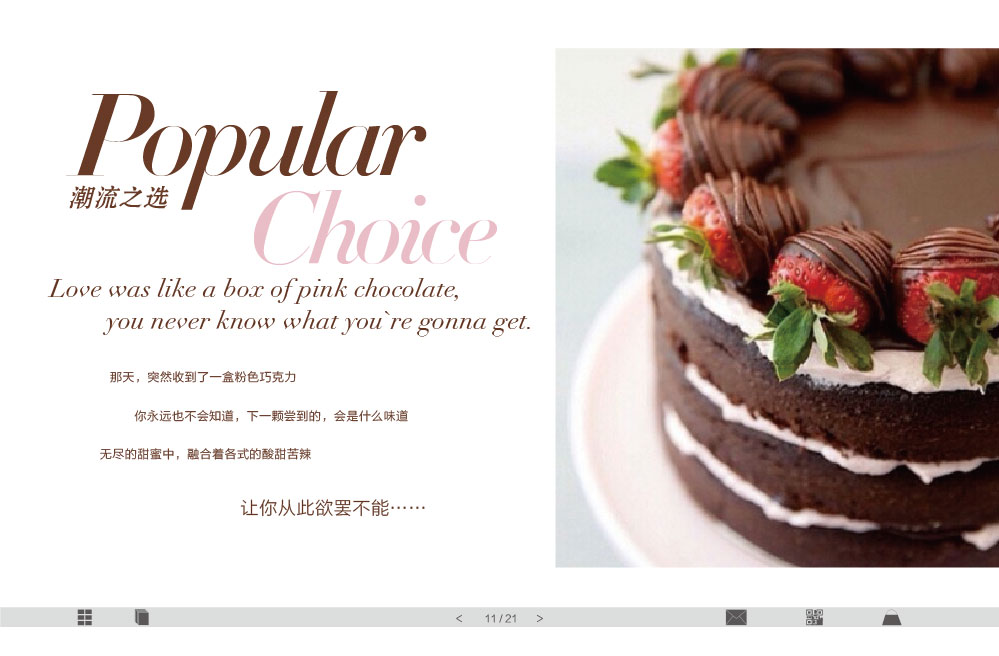 Popular
潮流之选
Choice
Love was like a box of pink chocolate,
you never know what you`re gonna get.
那天，突然收到了一盒粉色巧克力
你永远也不会知道，下一颗尝到的，会是什么味道
无尽的甜蜜中，融合着各式的酸甜苦辣
让你从此欲罢不能……
< 11 / 21 >